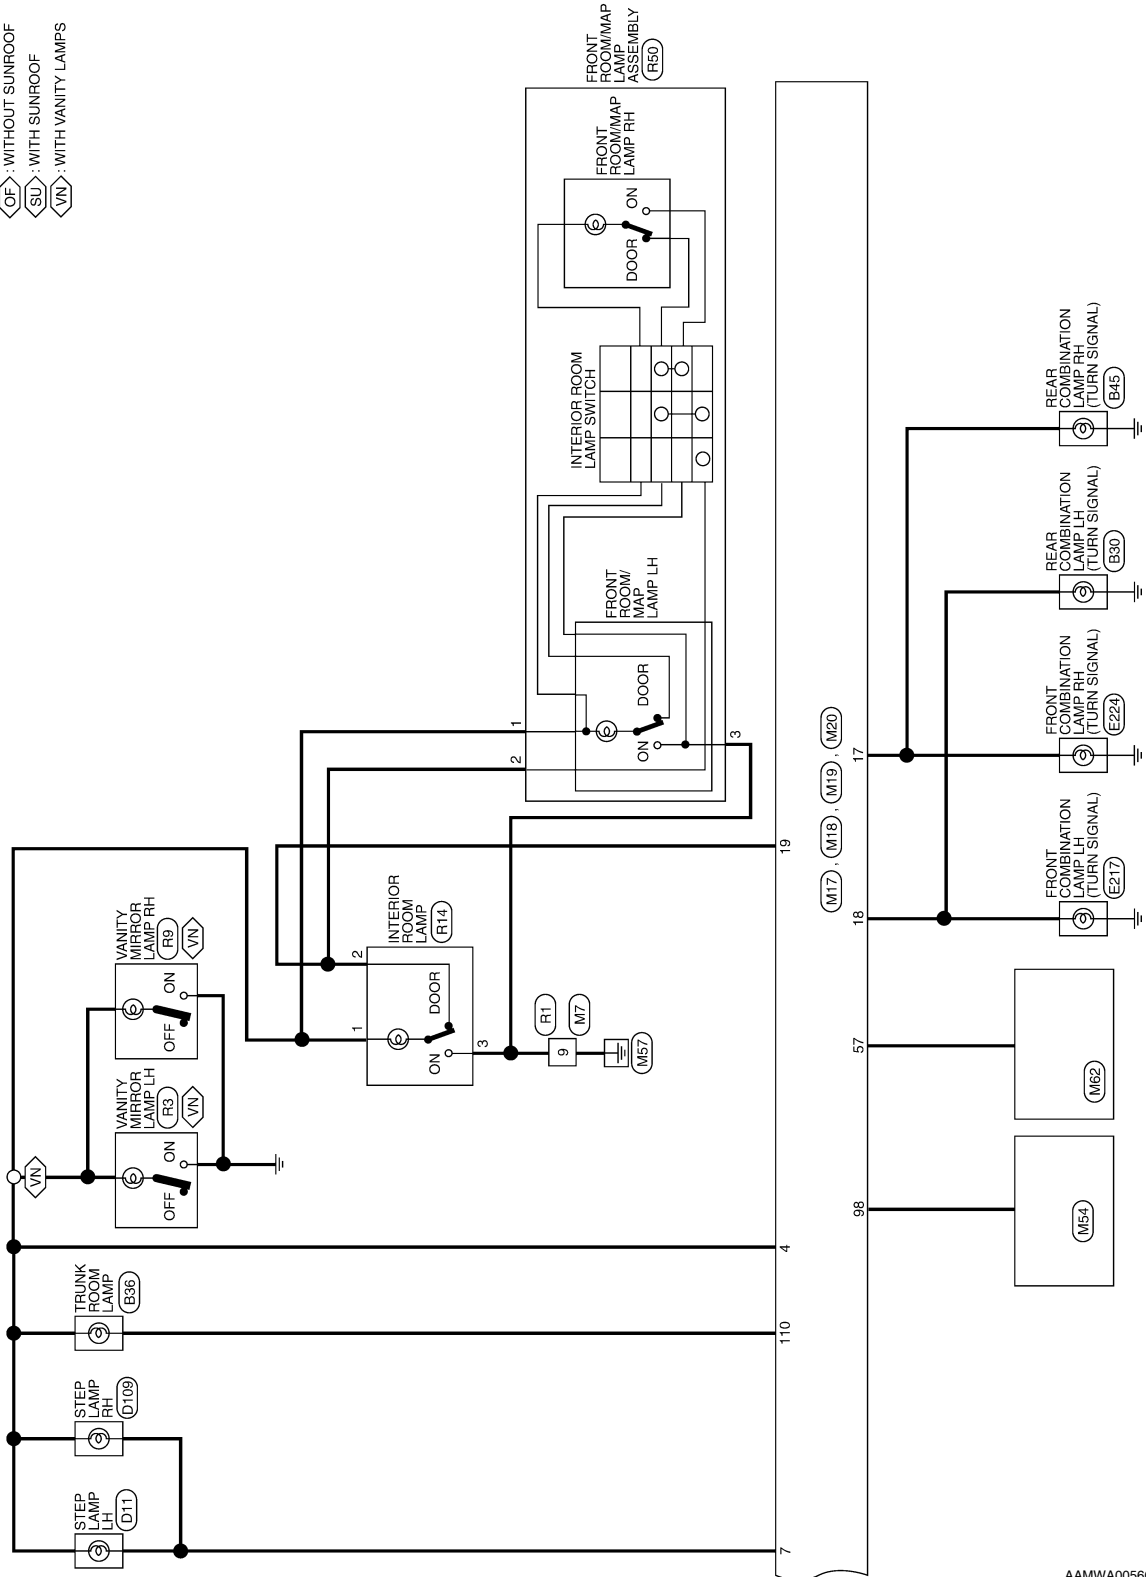 OF : WITHOUT SUNROOF
SU : WITH SUNROOF
VN : WITH VANITY LAMPS
STEP
LAMP
LH
D11
STEP
LAMP
RH
D109
TRUNK
ROOM
LAMP
B36
VN
VANITY
MIRROR
LAMP LH
R3
VN
OFF
ON
VANITY
MIRROR
LAMP RH
R9
VN
OFF
ON
INTERIOR
ROOM
LAMP
R14
1
2
3
ON
DOOR
R1
M7
9
M57
FRONT
ROOM/MAP
LAMP
ASSEMBLY
R50
1
2
3
FRONT
ROOM/
MAP
LAMP LH
ON
DOOR
INTERIOR ROOM
LAMP SWITCH
FRONT
ROOM/MAP
LAMP RH
DOOR
ON
7
110
4
19
M17 , M18 , M19 , M20
98
57
18
17
M54
M62
FRONT
COMBINATION
LAMP LH
(TURN SIGNAL)
E217
FRONT
COMBINATION
LAMP RH
(TURN SIGNAL)
E224
REAR
COMBINATION
LAMP LH
(TURN SIGNAL)
B30
REAR
COMBINATION
LAMP RH
(TURN SIGNAL)
B45